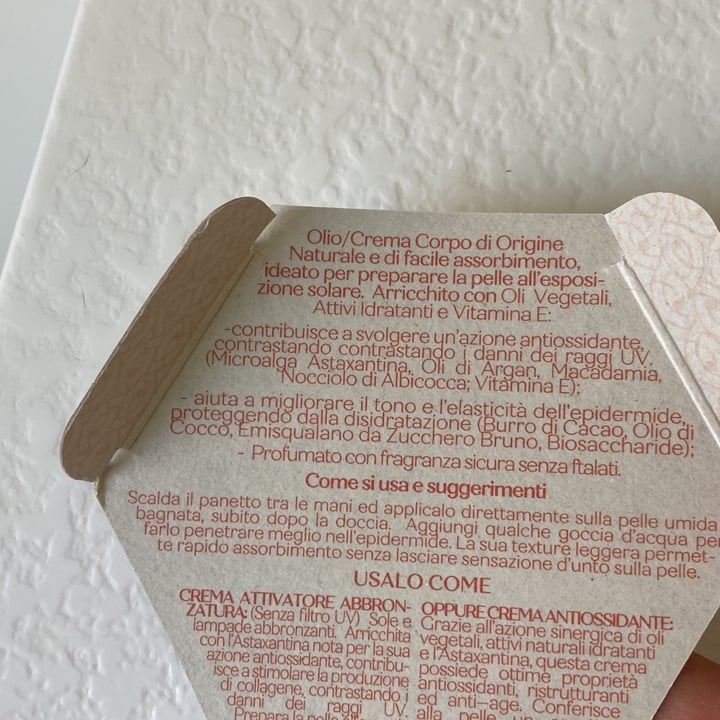 Olio/Crema Corpo di Origine
Naturale e di facile assorbimento,
ideato per preparare la pelle all'esposi-
zione solare. Arricchito con Oli Vegetali,
Attivi Idratanti e Vitamina E:
-contribuisce a svolgere un'azione antiossidante,
contrastando contrastando i danni dei raggi UV.
(Microalga Astaxantina, Oli di Argan, Macadamia,
Nocciolo di Albicocca; Vitamina E);
- aiuta a migliorare il tono e l'elasticità dell'epidermide,
proteggendo dalla disidratazione (Burro di Cacao, Olio di
Cocco, Emisqualano da Zucchero Bruno, Biosaccharide);
- Profumato con fragranza sicura senza ftalati.
Come si usa e suggerimenti
Scalda il panetto tra le mani ed applicalo direttamente sulla pelle umida
bagnata, subito dopo la doccia. Aggiungi qualche goccia d'acqua per
farlo penetrare meglio nell'epidermide. La sua texture leggera permet-
te rapido assorbimento senza lasciare sensazione d'unto sulla pelle.
USALO COME
CREMA ATTIVATORE ABBRON-
ZATURA: (Senza filtro UV) Sole e
lampade abbronzanti. Arricchita
con l'Astaxantina nota per la sua
azione antiossidante, contribu-
isce a stimolare la produzione
di collagene, contrastando i
danni dei raggi UV.
Prepara la pelle
OPPURE CREMA ANTIOSSIDANTE:
Grazie all'azione sinergica di oli
vegetali, attivi naturali idratanti
e l'Astaxantina, questa crema
possiede ottime proprietà
antiossidanti, ristrutturanti
ed anti-age. Conferisce
alla pelle un